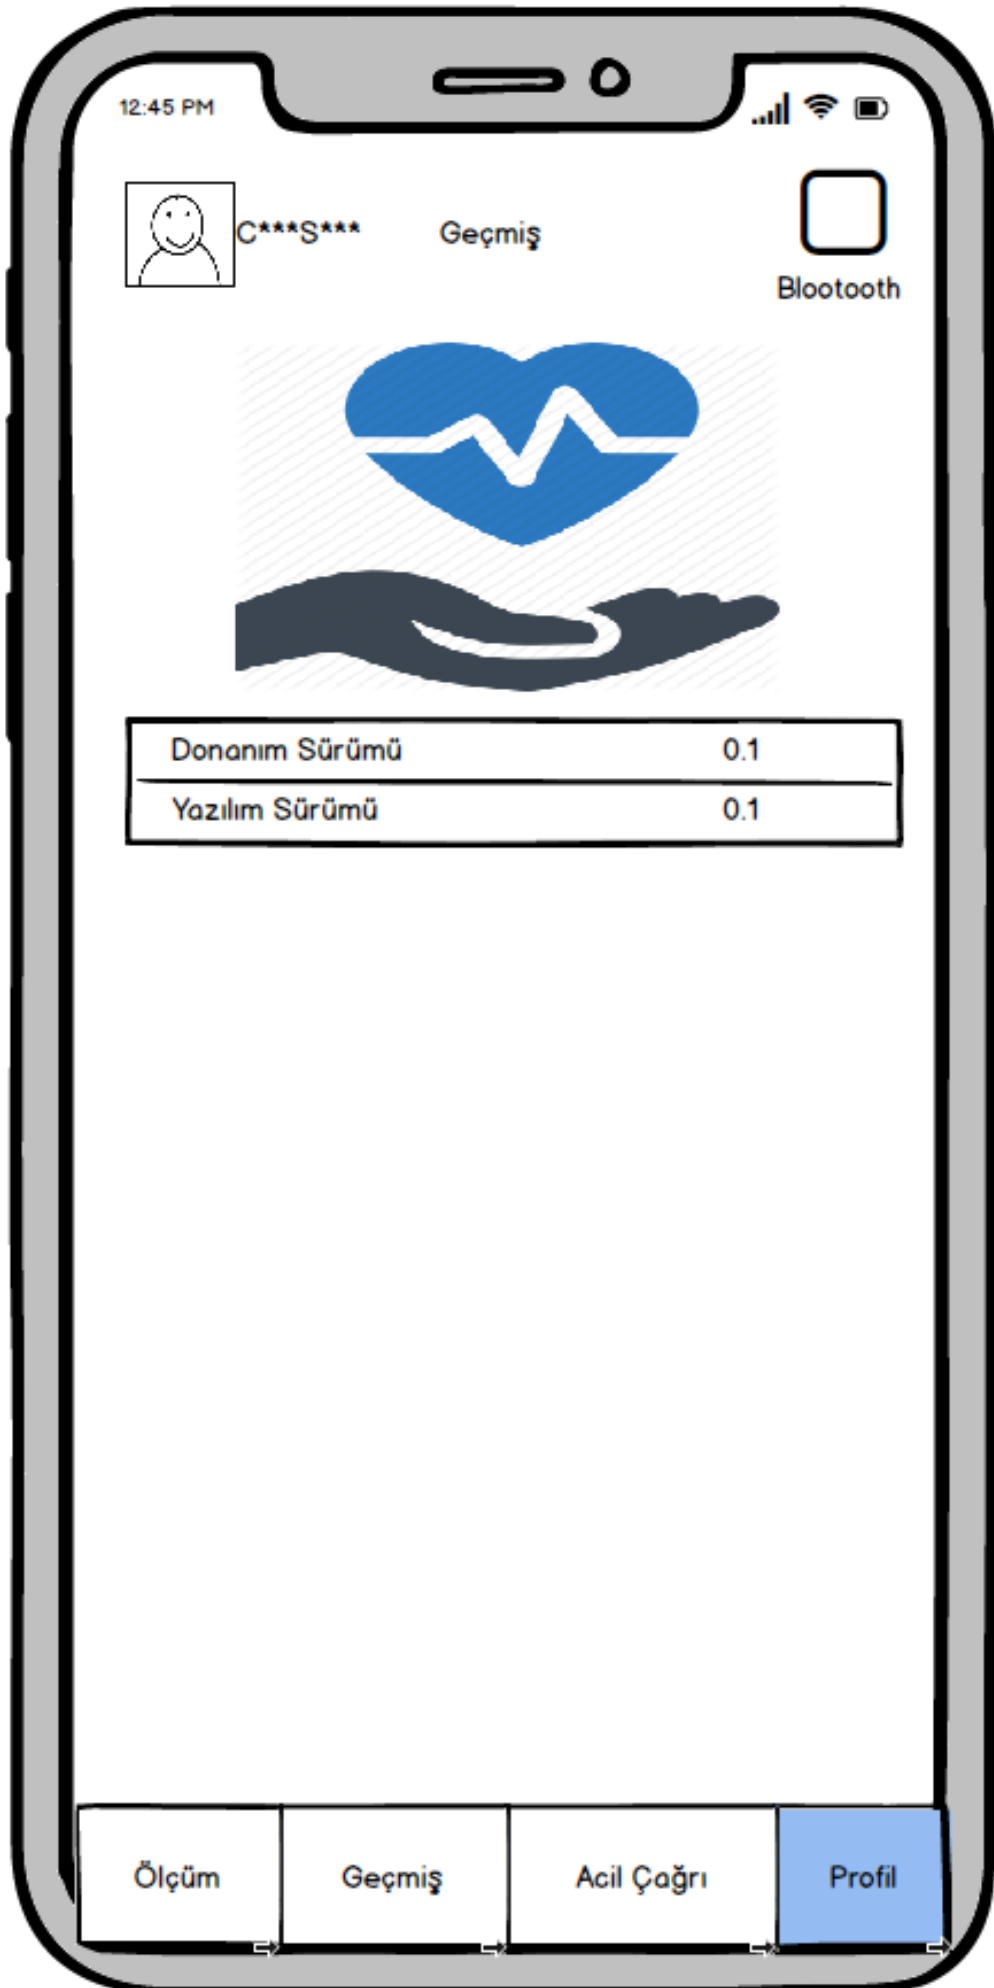 12:45 PM
C***S*** Geçmiş
Blootooth
Donanım Sürümü 0.1
Yazılım Sürümü 0.1
Ölçüm Geçmiş Acil Çağrı Profil